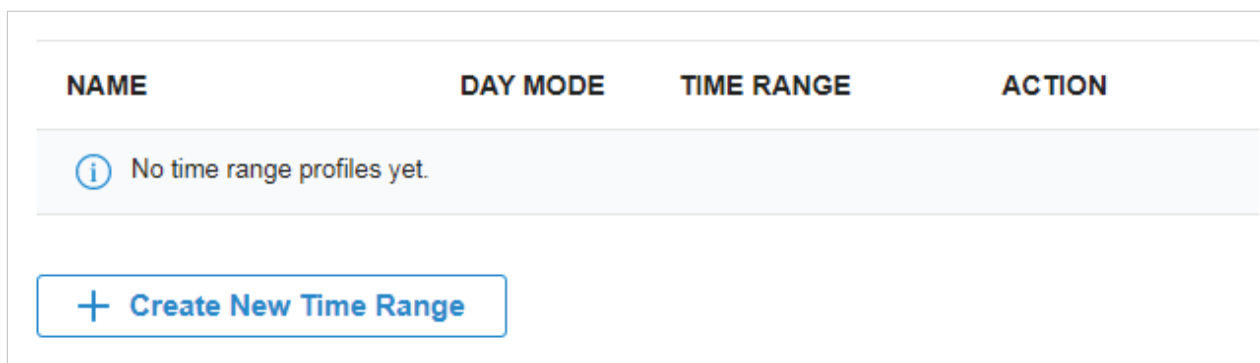 NAME DAY MODE TIME RANGE ACTION
No time range profiles yet.
Create New Time Range